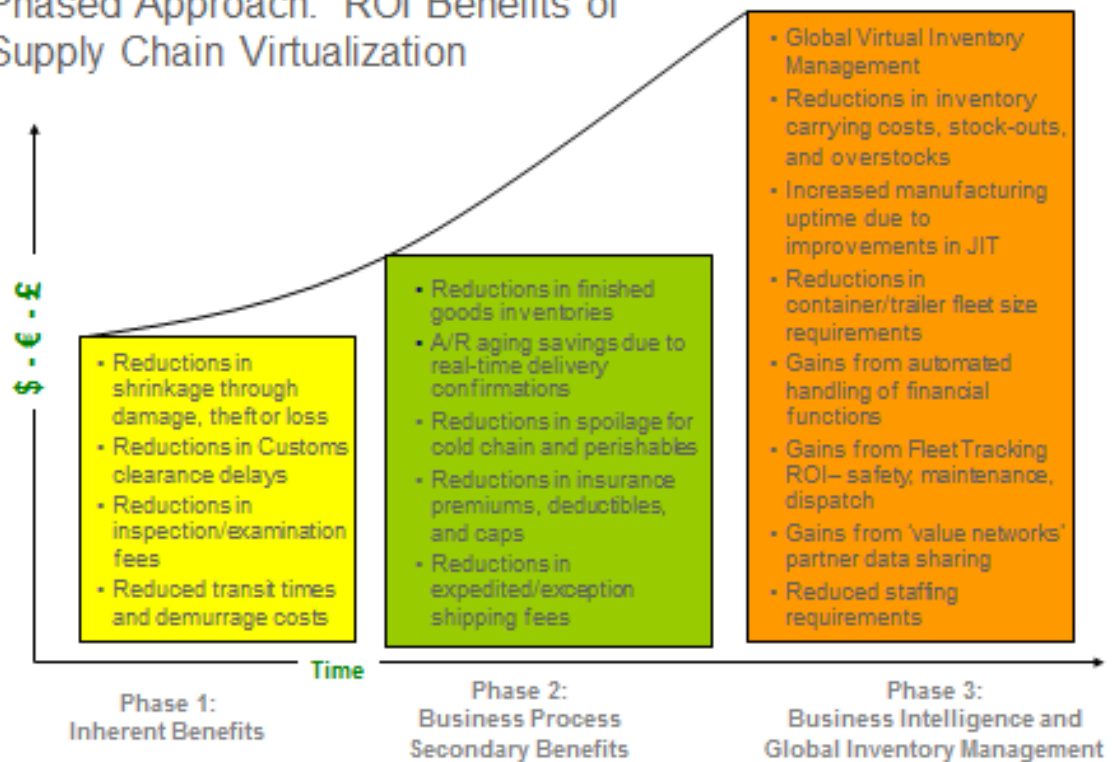 Phased Approach: ROI Benefits of
Supply Chain Virtualization
$ - € - £
▪ Reductions in
shrinkage through
damage, theft or loss
▪ Reductions in Customs
clearance delays
▪ Reductions in
inspection/examination
fees
▪ Reduced transit times
and demurrage costs
▪ Reductions in finished
goods inventories
▪ A/R aging savings due to
real-time delivery
confirmations
▪ Reductions in spoilage for
cold chain and perishables
▪ Reductions in insurance
premiums, deductibles,
and caps
▪ Reductions in
expedited/exception
shipping fees
▪ Global Virtual Inventory
Management
▪ Reductions in inventory
carrying costs, stock-outs,
and overstocks
▪ Increased manufacturing
uptime due to
improvements in JIT
▪ Reductions in
container/trailer fleet size
requirements
▪ Gains from automated
handling of financial
functions
▪ Gains from Fleet Tracking
ROI– safety, maintenance,
dispatch
▪ Gains from 'value networks'
partner data sharing
▪ Reduced staffing
requirements
Time
Phase 1:
Inherent Benefits
Phase 2:
Business Process
Secondary Benefits
Phase 3:
Business Intelligence and
Global Inventory Management